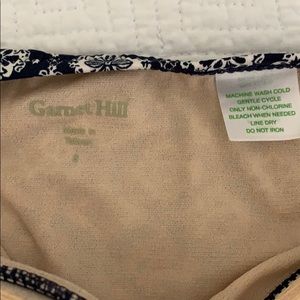 Garnet Hill
Made in
Taiwan
8
MACHINE WASH COLD
GENTLE CYCLE
ONLY NON-CHLORINE
BLEACH WHEN NEEDED
LINE DRY
DO NOT IRON